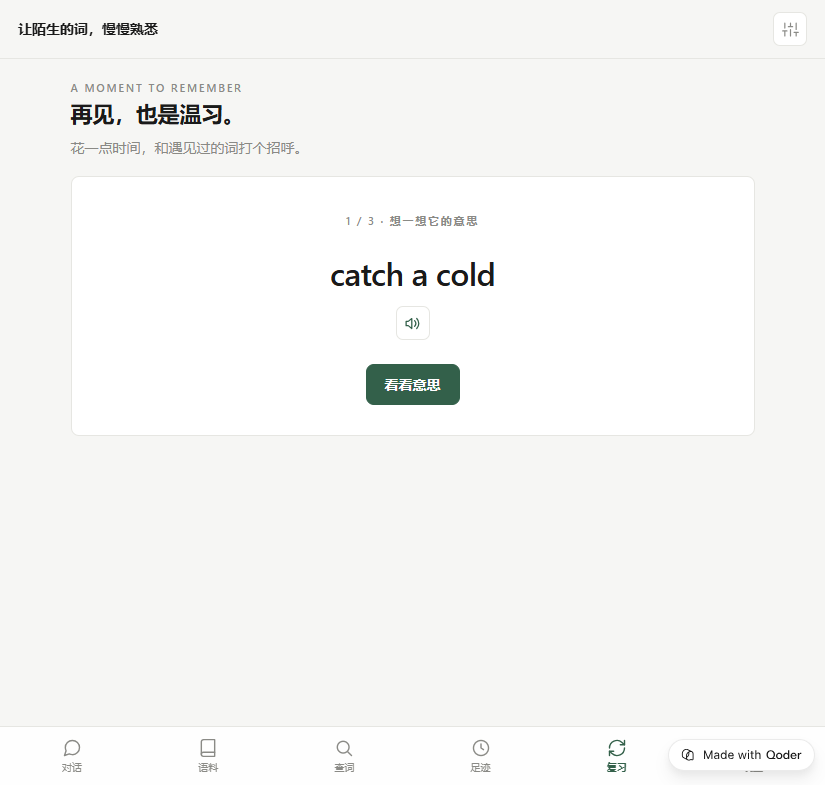 让陌生的词，慢慢熟悉
A MOMENT TO REMEMBER
再见，也是温习。
花一点时间，和遇见过的词打个招呼。
1 / 3 · 想一想它的意思
catch a cold
看看意思
对话
语料
查词
足迹
复习
Made with Qoder